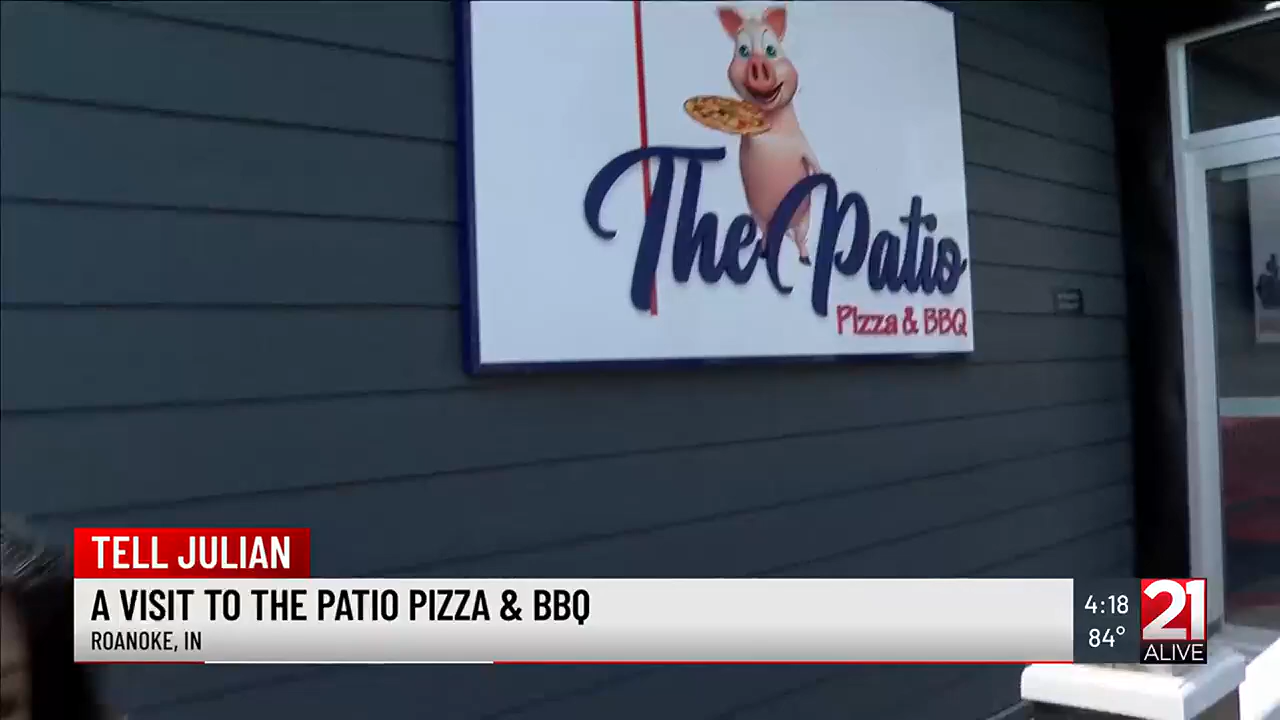 The Patio
Pizza & BBQ
TELL JULIAN
A VISIT TO THE PATIO PIZZA & BBQ
ROANOKE, IN
4:18
84°
21
ALIVE